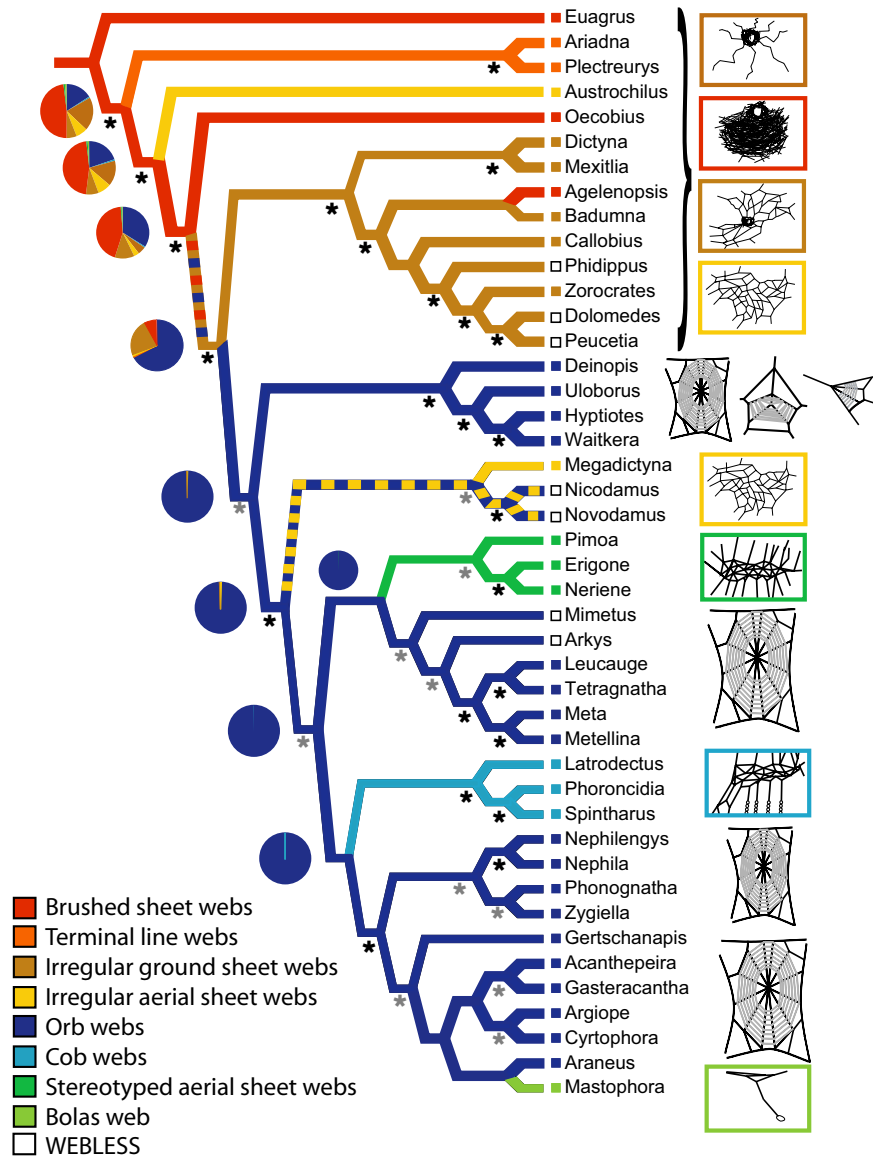 Euagrus
Ariadna
*
Plectreurys
Austrochilus
*
Oecobius
Dictyna
*
*
Mexitlia
Agelenopsis
*
*
Badumna
*
Callobius
Phidippus
*
Zorocrates
*
Dolomedes
*
Peucetia
*
Deinopis
*
Uloborus
*
Hyptiotes
*
Waitkera
Megadictyna
*
Nicodamus
*
*
Novodamus
Pimoa
*
Erigone
*
Neriene
*
Mimetus
*
Arkys
*
Leucauge
*
Tetragnatha
*
Meta
*
*
Metellina
Latrodectus
*
Phoroncidia
*
Spintharus
Nephilengys
*
Nephila
*
Phonognatha
*
Zygiella
*
Gertschanapis
Acanthepeira
*
*
Gasteracantha
Argiope
*
Cyrtophora
Araneus
Mastophora
Brushed sheet webs
Terminal line webs
Irregular ground sheet webs
Irregular aerial sheet webs
Orb webs
Cob webs
Stereotyped aerial sheet webs
Bolas web
WEBLESS